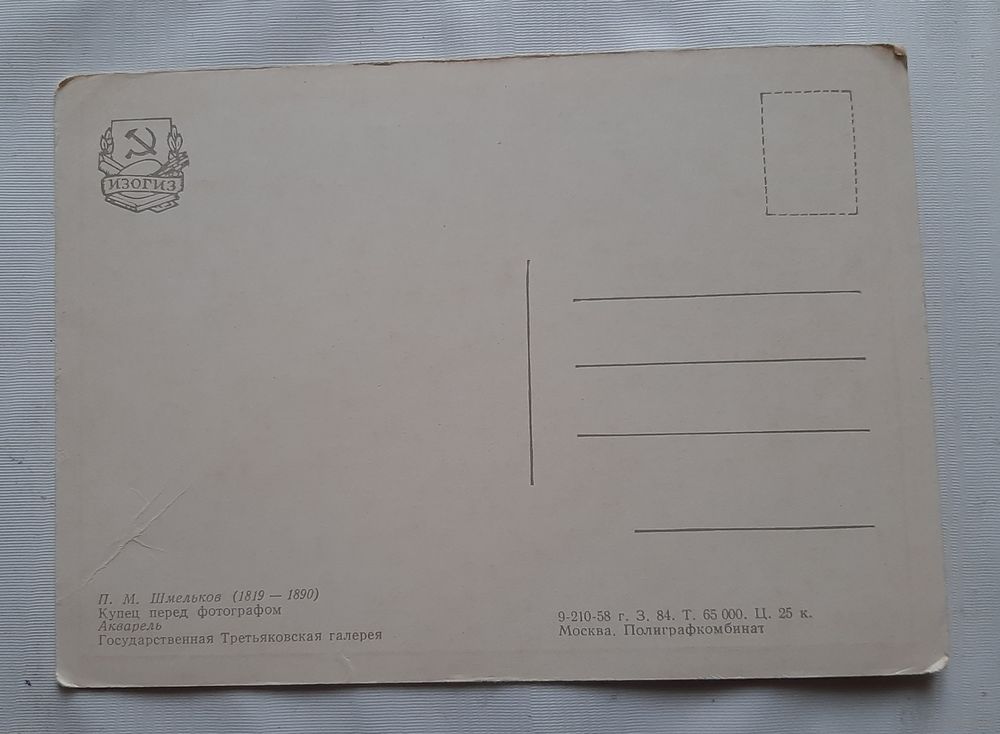 ИЗОГИЗ
П. М. Шмельков (1819 — 1890)
Купец перед фотографом
Акварель
Государственная Третьяковская галерея
9-210-58 г. З. 84. Т. 65 000. Ц. 25 к.
Москва. Полиграфкомбинат